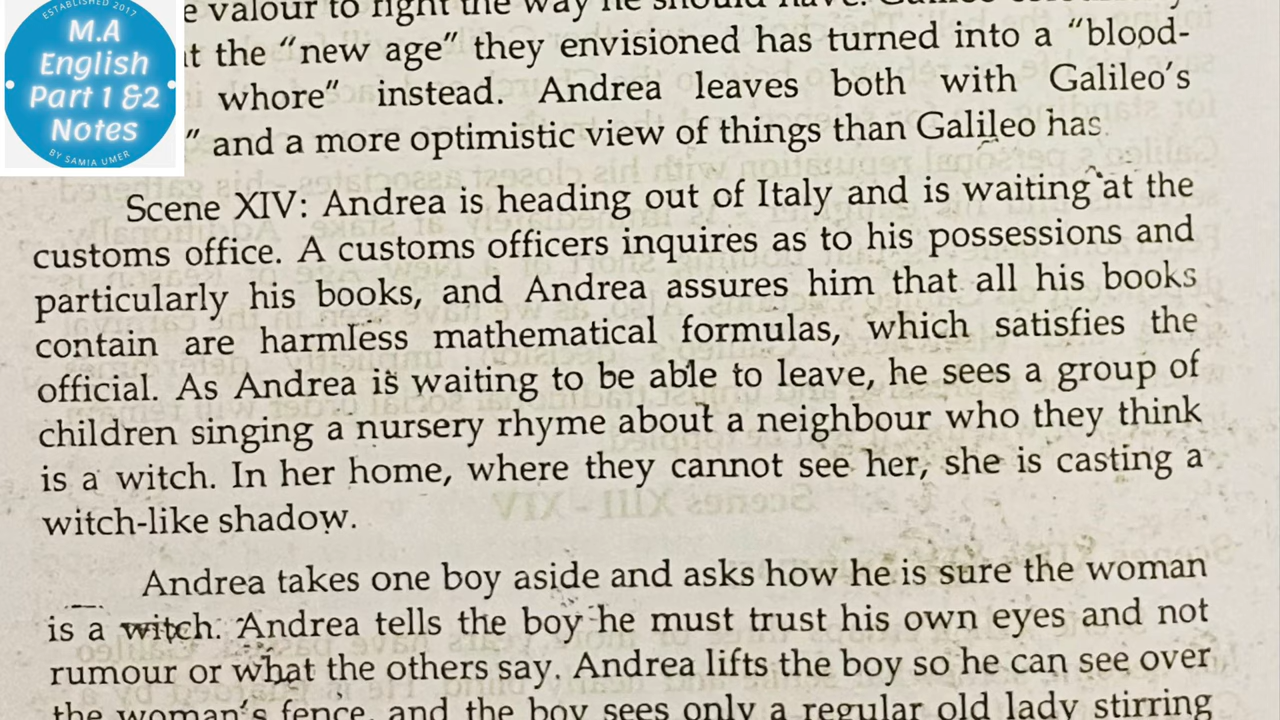 ESTABLISHED 2017
M.A
English
Part 1 &2
Notes
BY SAMIA UMER
valour to fight the way he should have.
the “new age” they envisioned has turned into a “blood-
whore” instead. Andrea leaves both with Galileo’s
” and a more optimistic view of things than Galileo has.
Scene XIV: Andrea is heading out of Italy and is waiting at the
customs office. A customs officers inquires as to his possessions and
particularly his books, and Andrea assures him that all his books
contain are harmless mathematical formulas, which satisfies the
official. As Andrea is waiting to be able to leave, he sees a group of
children singing a nursery rhyme about a neighbour who they think
is a witch. In her home, where they cannot see her, she is casting a
witch-like shadow.
Andrea takes one boy aside and asks how he is sure the woman
is a witch. Andrea tells the boy he must trust his own eyes and not
rumour or what the others say. Andrea lifts the boy so he can see over
the woman’s fence, and the boy sees only a regular old lady stirring